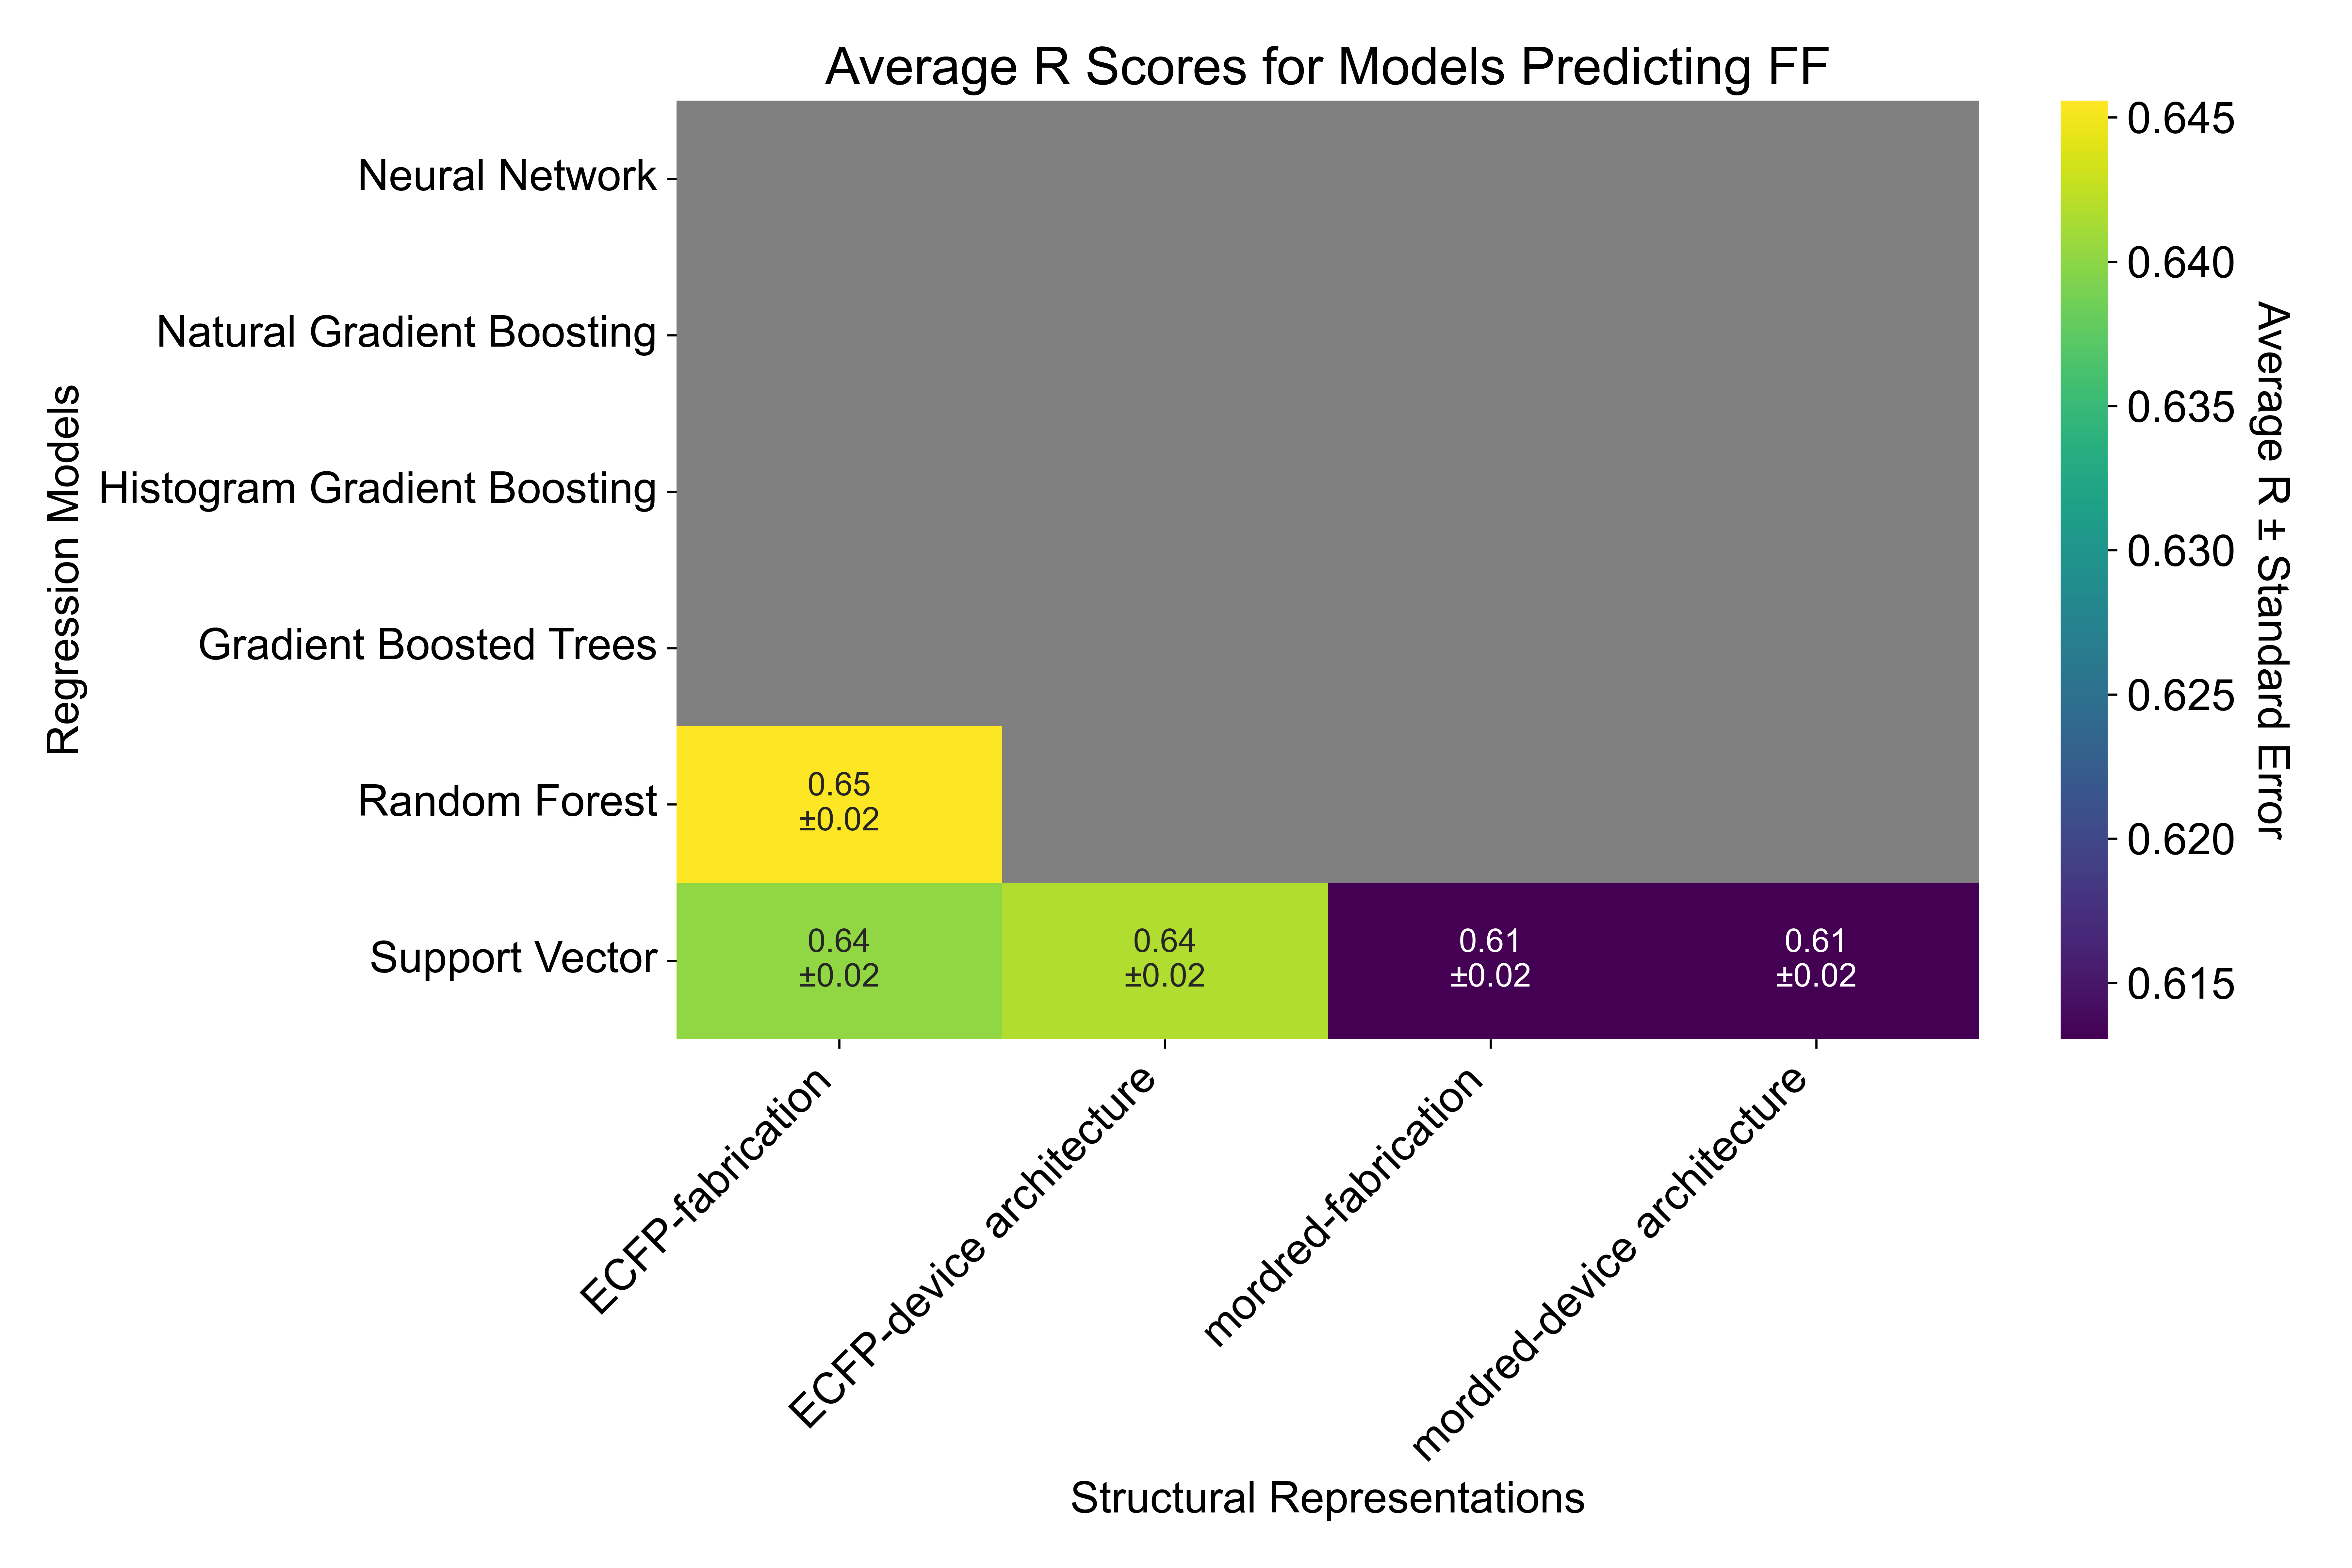 Average R Scores for Models Predicting FF
Regression Models
Neural Network
Natural Gradient Boosting
Histogram Gradient Boosting
Gradient Boosted Trees
Random Forest
Support Vector
0.65
±0.02
0.64
±0.02
0.64
±0.02
0.61
±0.02
0.61
±0.02
ECFP-fabrication
ECFP-device architecture
mordred-fabrication
mordred-device architecture
Structural Representations
0.645
0.640
0.635
0.630
0.625
0.620
0.615
Average R ± Standard Error